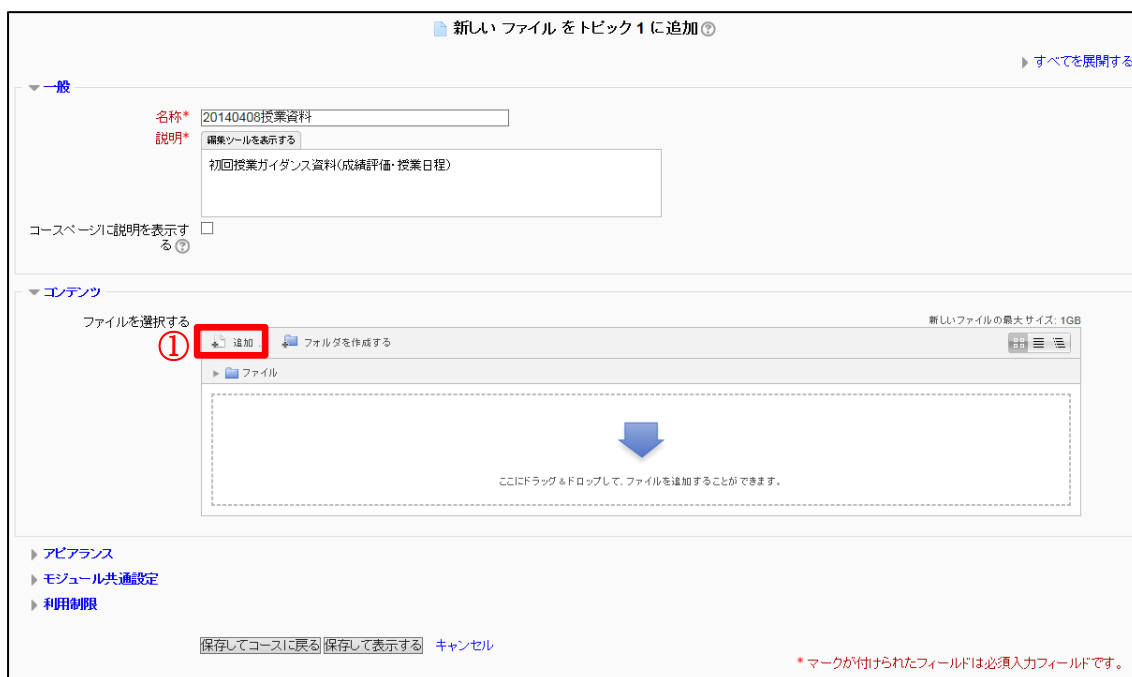 新しい ファイル をトピック 1 に追加
すべてを展開する
一般
名称* 20140408授業資料
説明* 編集ツールを表示する
初回授業ガイダンス資料(成績評価・授業日程)
コースページに説明を表示す
る
コンテンツ
ファイルを選択する
新しいファイルの最大サイズ: 1GB
① 追加... フォルダを作成する
ファイル
ここにドラッグ&ドロップして、ファイルを追加することができます。
アピアランス
モジュール共通設定
利用制限
保存してコースに戻る 保存して表示する キャンセル
* マークが付けられたフィールドは必須入力フィールドです。